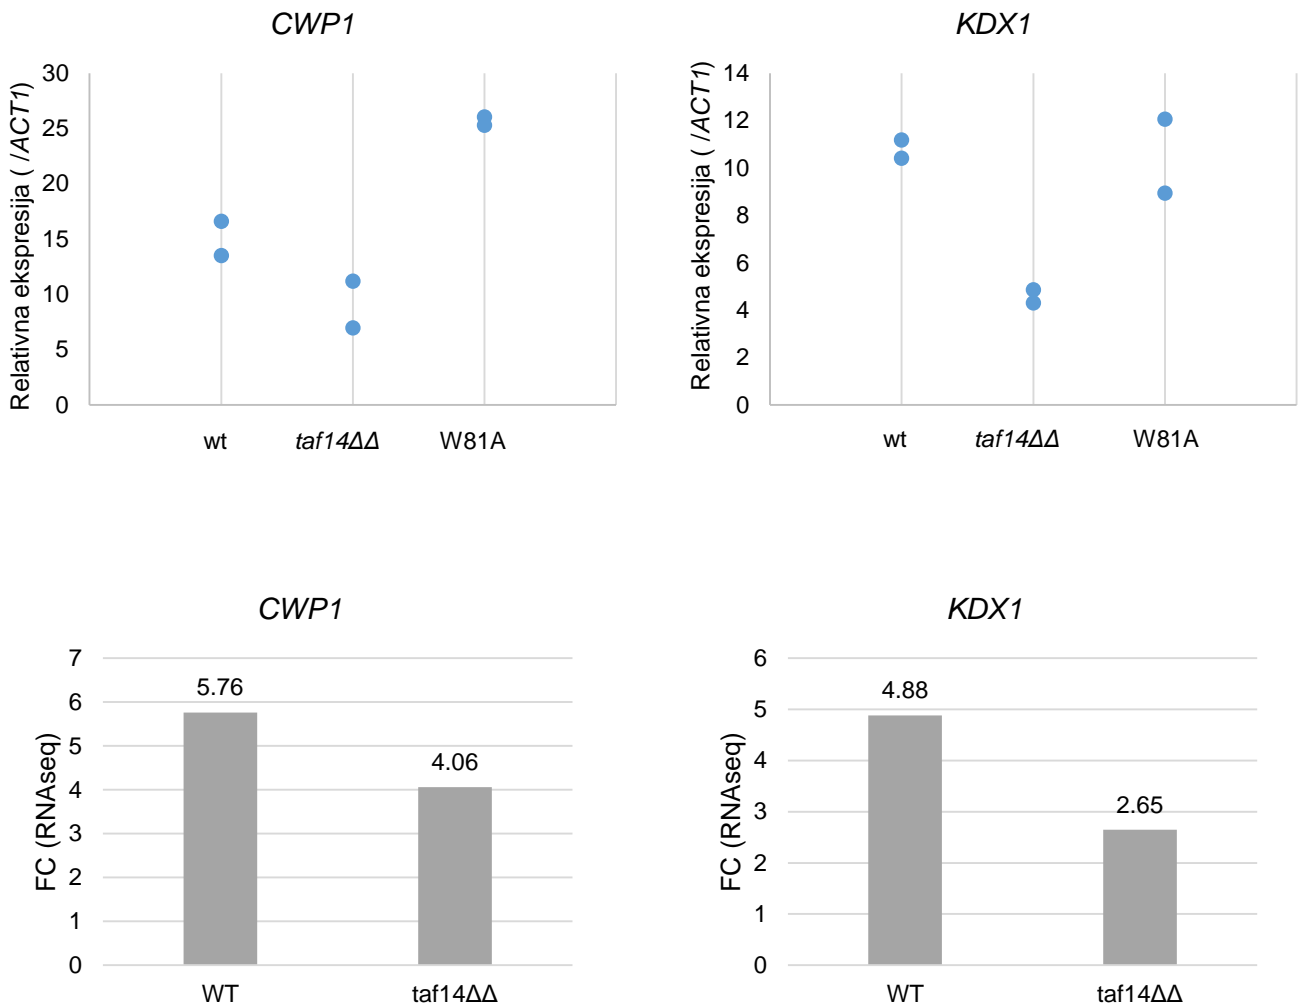 CWP1
Relativna ekspresija ( /ACT1)
30
25
20
15
10
5
0
wt taf14ΔΔ W81A
KDX1
Relativna ekspresija ( /ACT1)
14
12
10
8
6
4
2
0
wt taf14ΔΔ W81A
CWP1
FC (RNAseq)
7
6
5
4
3
2
1
0
5.76
4.06
WT taf14ΔΔ
KDX1
FC (RNAseq)
6
5
4
3
2
1
0
4.88
2.65
WT taf14ΔΔ